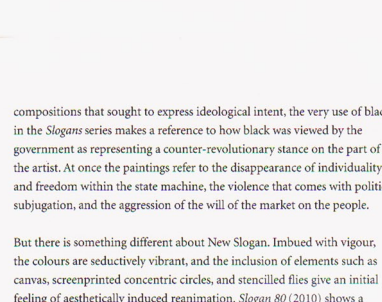 compositions that sought to express ideological intent, the very use of
in the Slogans series makes a reference to how black was viewed by the
government as representing a counter-revolutionary stance on the part of
the artist. At once the paintings refer to the disappearance of individuality
and freedom within the state machine, the violence that comes with
subjugation, and the aggression of the will of the market on the people.
But there is something different about New Slogan. Imbued with vigour,
the colours are seductively vibrant, and the inclusion of elements such as
canvas, screenprinted concentric circles, and stencilled flies give an initial
feeling of aesthetically induced reanimation. Slogan 80 (2010) shows a